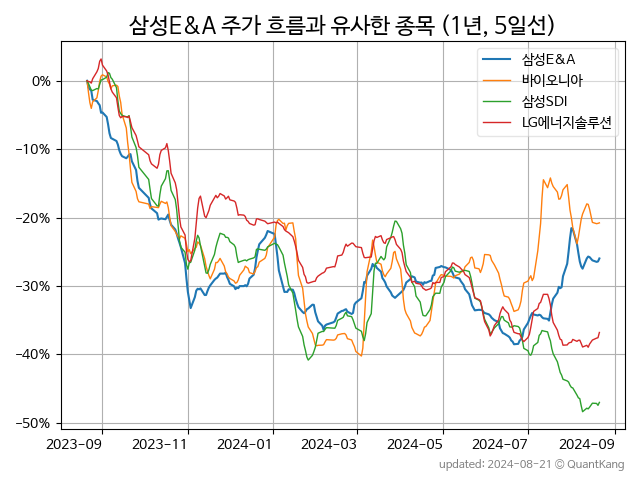 삼성E&A 주가 흐름과 유사한 종목 (1년, 5일선)
삼성E&A
바이오니아
삼성SDI
LG에너지솔루션
0%
-10%
-20%
-30%
-40%
-50%
2023-09
2023-11
2024-01
2024-03
2024-05
2024-07
2024-09
updated: 2024-08-21 © QuantKang